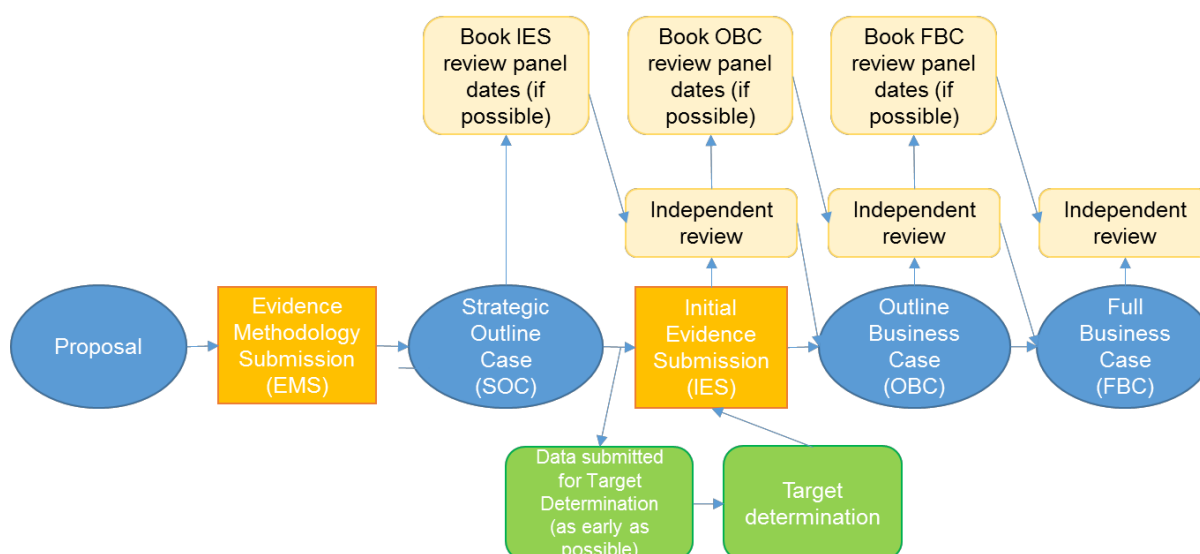 Book IES
review panel
dates (if
possible)
Book OBC
review panel
dates (if
possible)
Book FBC
review panel
dates (if
possible)
Independent
review
Independent
review
Independent
review
Proposal
Evidence
Methodology
Submission
(EMS)
Strategic
Outline
Case
(SOC)
Initial
Evidence
Submission
(IES)
Outline
Business
Case
(OBC)
Full
Business
Case
(FBC)
Data submitted
for Target
Determination
(as early as
possible)
Target
determination